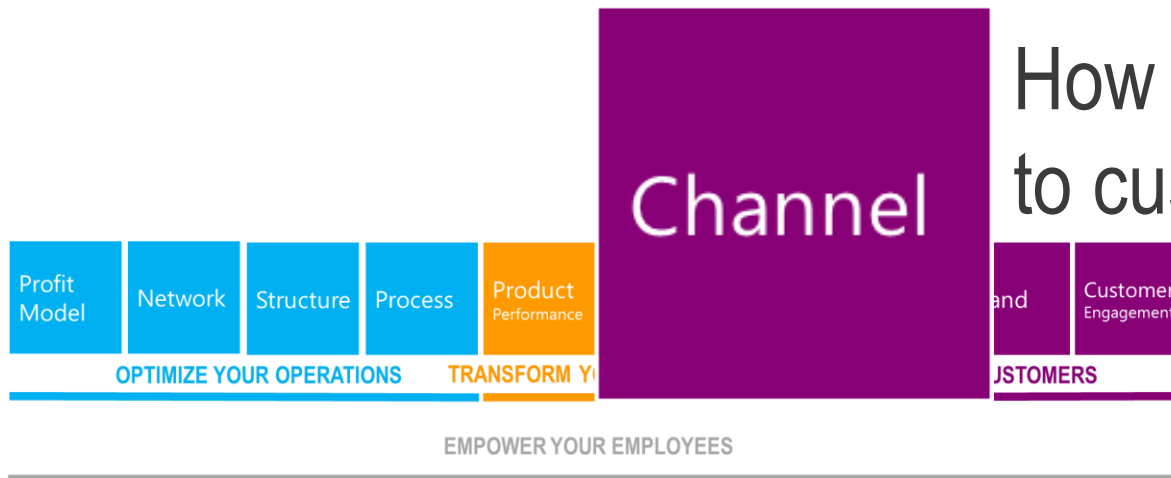 How
to cus
Channel
Profit
Model
Network
Structure
Process
Product
Performance
and
Customer
Engagement
OPTIMIZE YOUR OPERATIONS
TRANSFORM Y
USTOMERS
EMPOWER YOUR EMPLOYEES